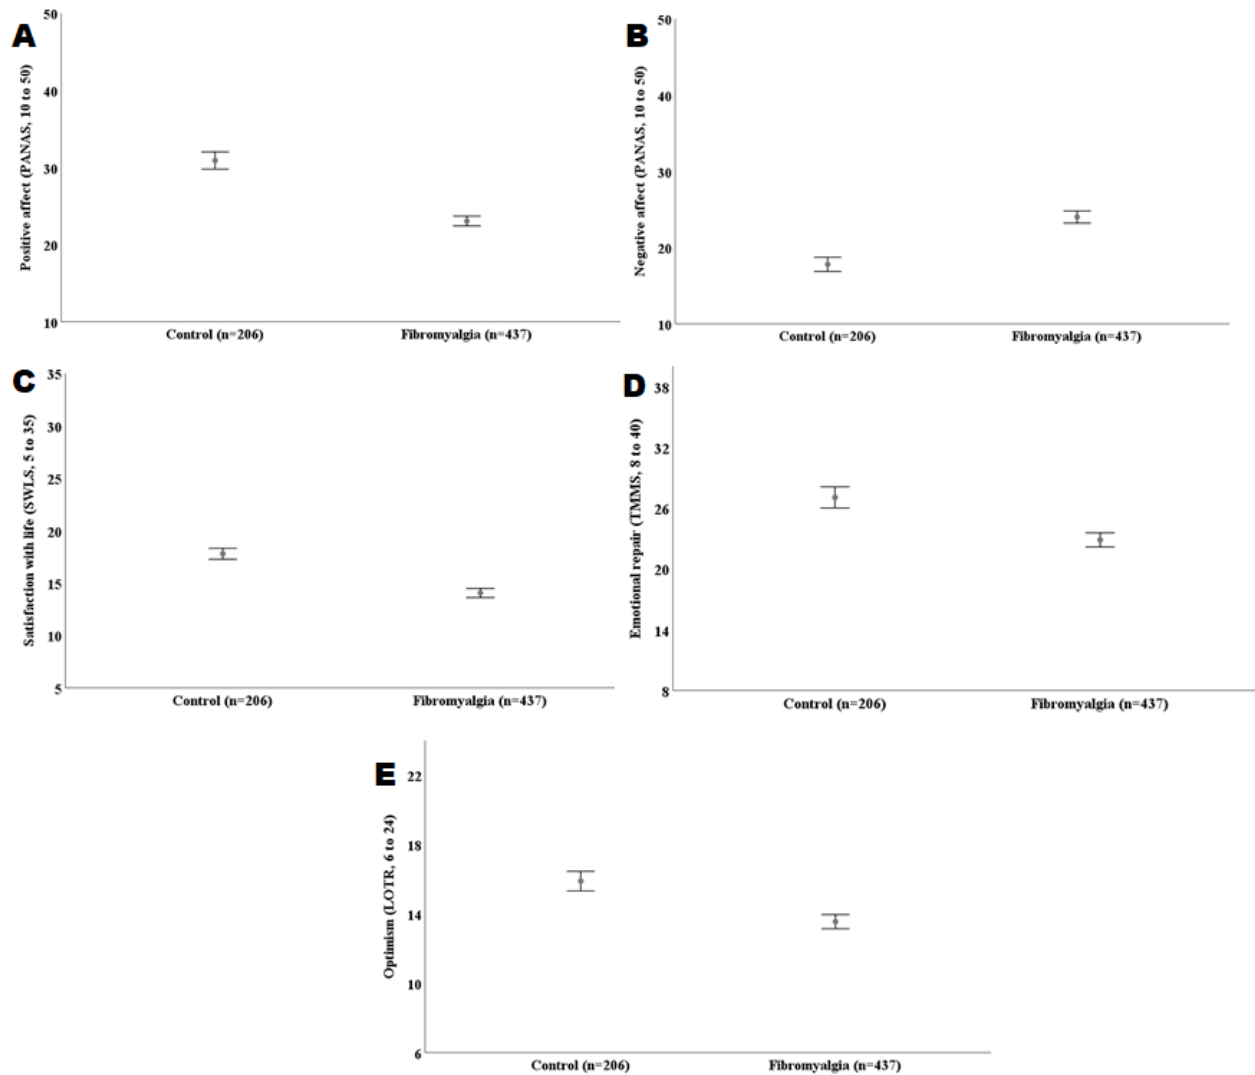 A
Positive affect (PANAS, 10 to 50)
50
40
30
20
10
Control (n=206)
Fibromyalgia (n=437)
B
Negative affect (PANAS, 10 to 50)
50
40
30
20
10
Control (n=206)
Fibromyalgia (n=437)
C
Satisfaction with life (SWLS, 5 to 35)
35
30
25
20
15
10
5
Control (n=206)
Fibromyalgia (n=437)
D
Emotional repair (TMMS, 8 to 40)
38
32
26
20
14
8
Control (n=206)
Fibromyalgia (n=437)
E
Optimism (LOTR, 6 to 24)
22
18
14
10
6
Control (n=206)
Fibromyalgia (n=437)